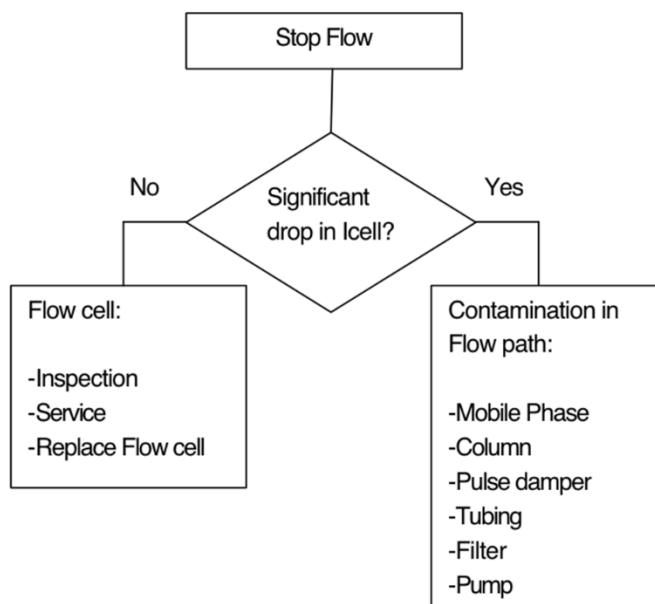 Stop Flow
No
Significant
drop in Icell?
Yes
Flow cell:
-Inspection
-Service
-Replace Flow cell
Contamination in
Flow path:
-Mobile Phase
-Column
-Pulse damper
-Tubing
-Filter
-Pump